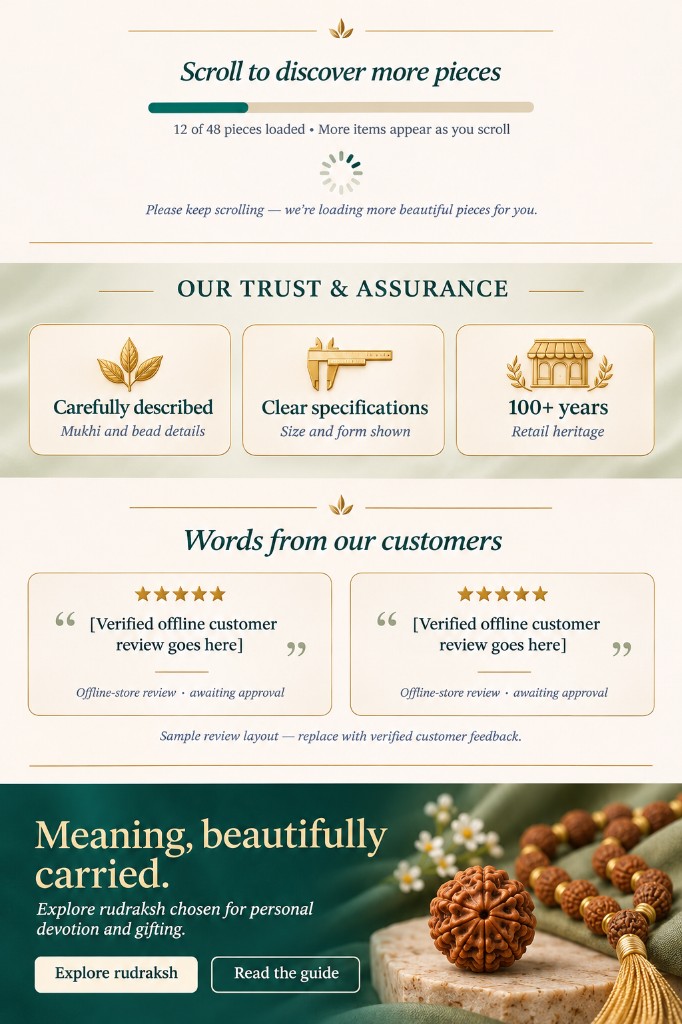 Scroll to discover more pieces
12 of 48 pieces loaded • More items appear as you scroll
Please keep scrolling — we’re loading more beautiful pieces for you.
OUR TRUST & ASSURANCE
Carefully described
Mukhi and bead details
Clear specifications
Size and form shown
100+ years
Retail heritage
Words from our customers
“ [Verified offline customer
review goes here] ”
Offline-store review · awaiting approval
“ [Verified offline customer
review goes here] ”
Offline-store review · awaiting approval
Sample review layout — replace with verified customer feedback.
Meaning, beautifully
carried.
Explore rudraksh chosen for personal
devotion and gifting.
Explore rudraksh
Read the guide